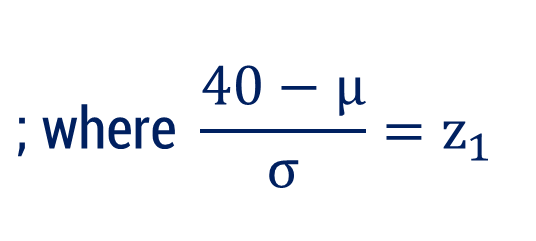 ; where (40 − μ)/σ = z₁